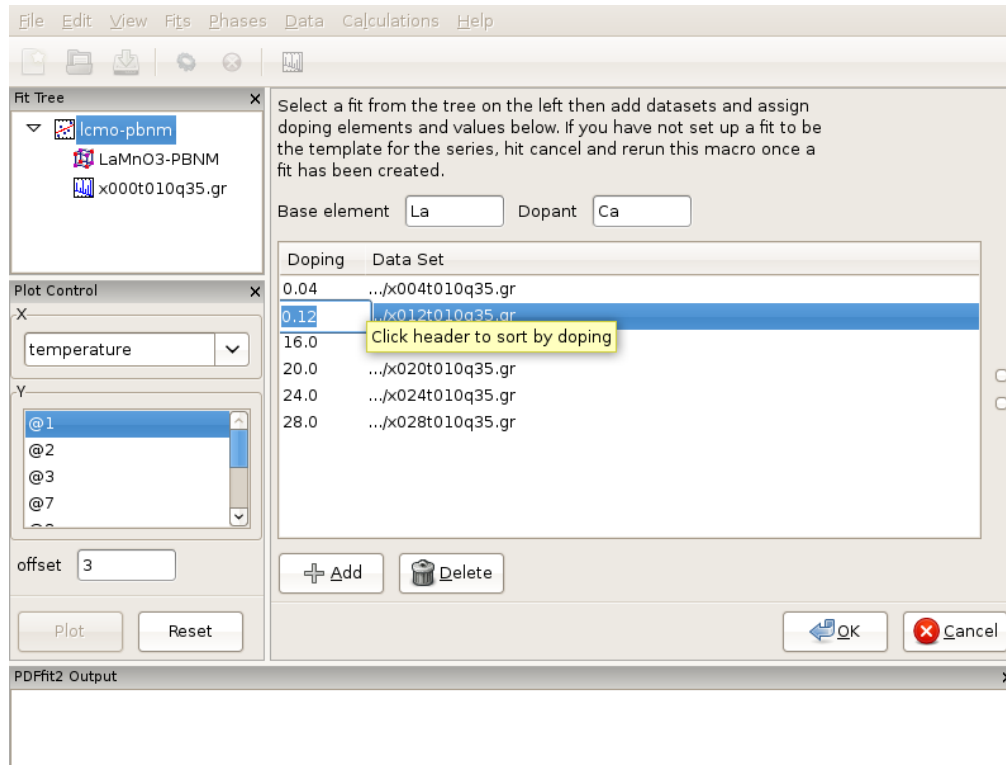 File Edit View Fits Phases Data Calculations Help
Fit Tree x
lcmo-pbnm
LaMnO3-PBNM
x000t010q35.gr
Select a fit from the tree on the left then add datasets and assign
doping elements and values below. If you have not set up a fit to be
the template for the series, hit cancel and rerun this macro once a
fit has been created.
Base element La Dopant Ca
Doping Data Set
0.04 .../x004t010q35.gr
0.12 .../x012t010q35.gr
Click header to sort by doping
16.0
20.0 .../x020t010q35.gr
24.0 .../x024t010q35.gr
28.0 .../x028t010q35.gr
Add Delete
OK Cancel
Plot Control x
X
temperature
Y
@1
@2
@3
@7
offset 3
Plot Reset
PDFfit2 Output